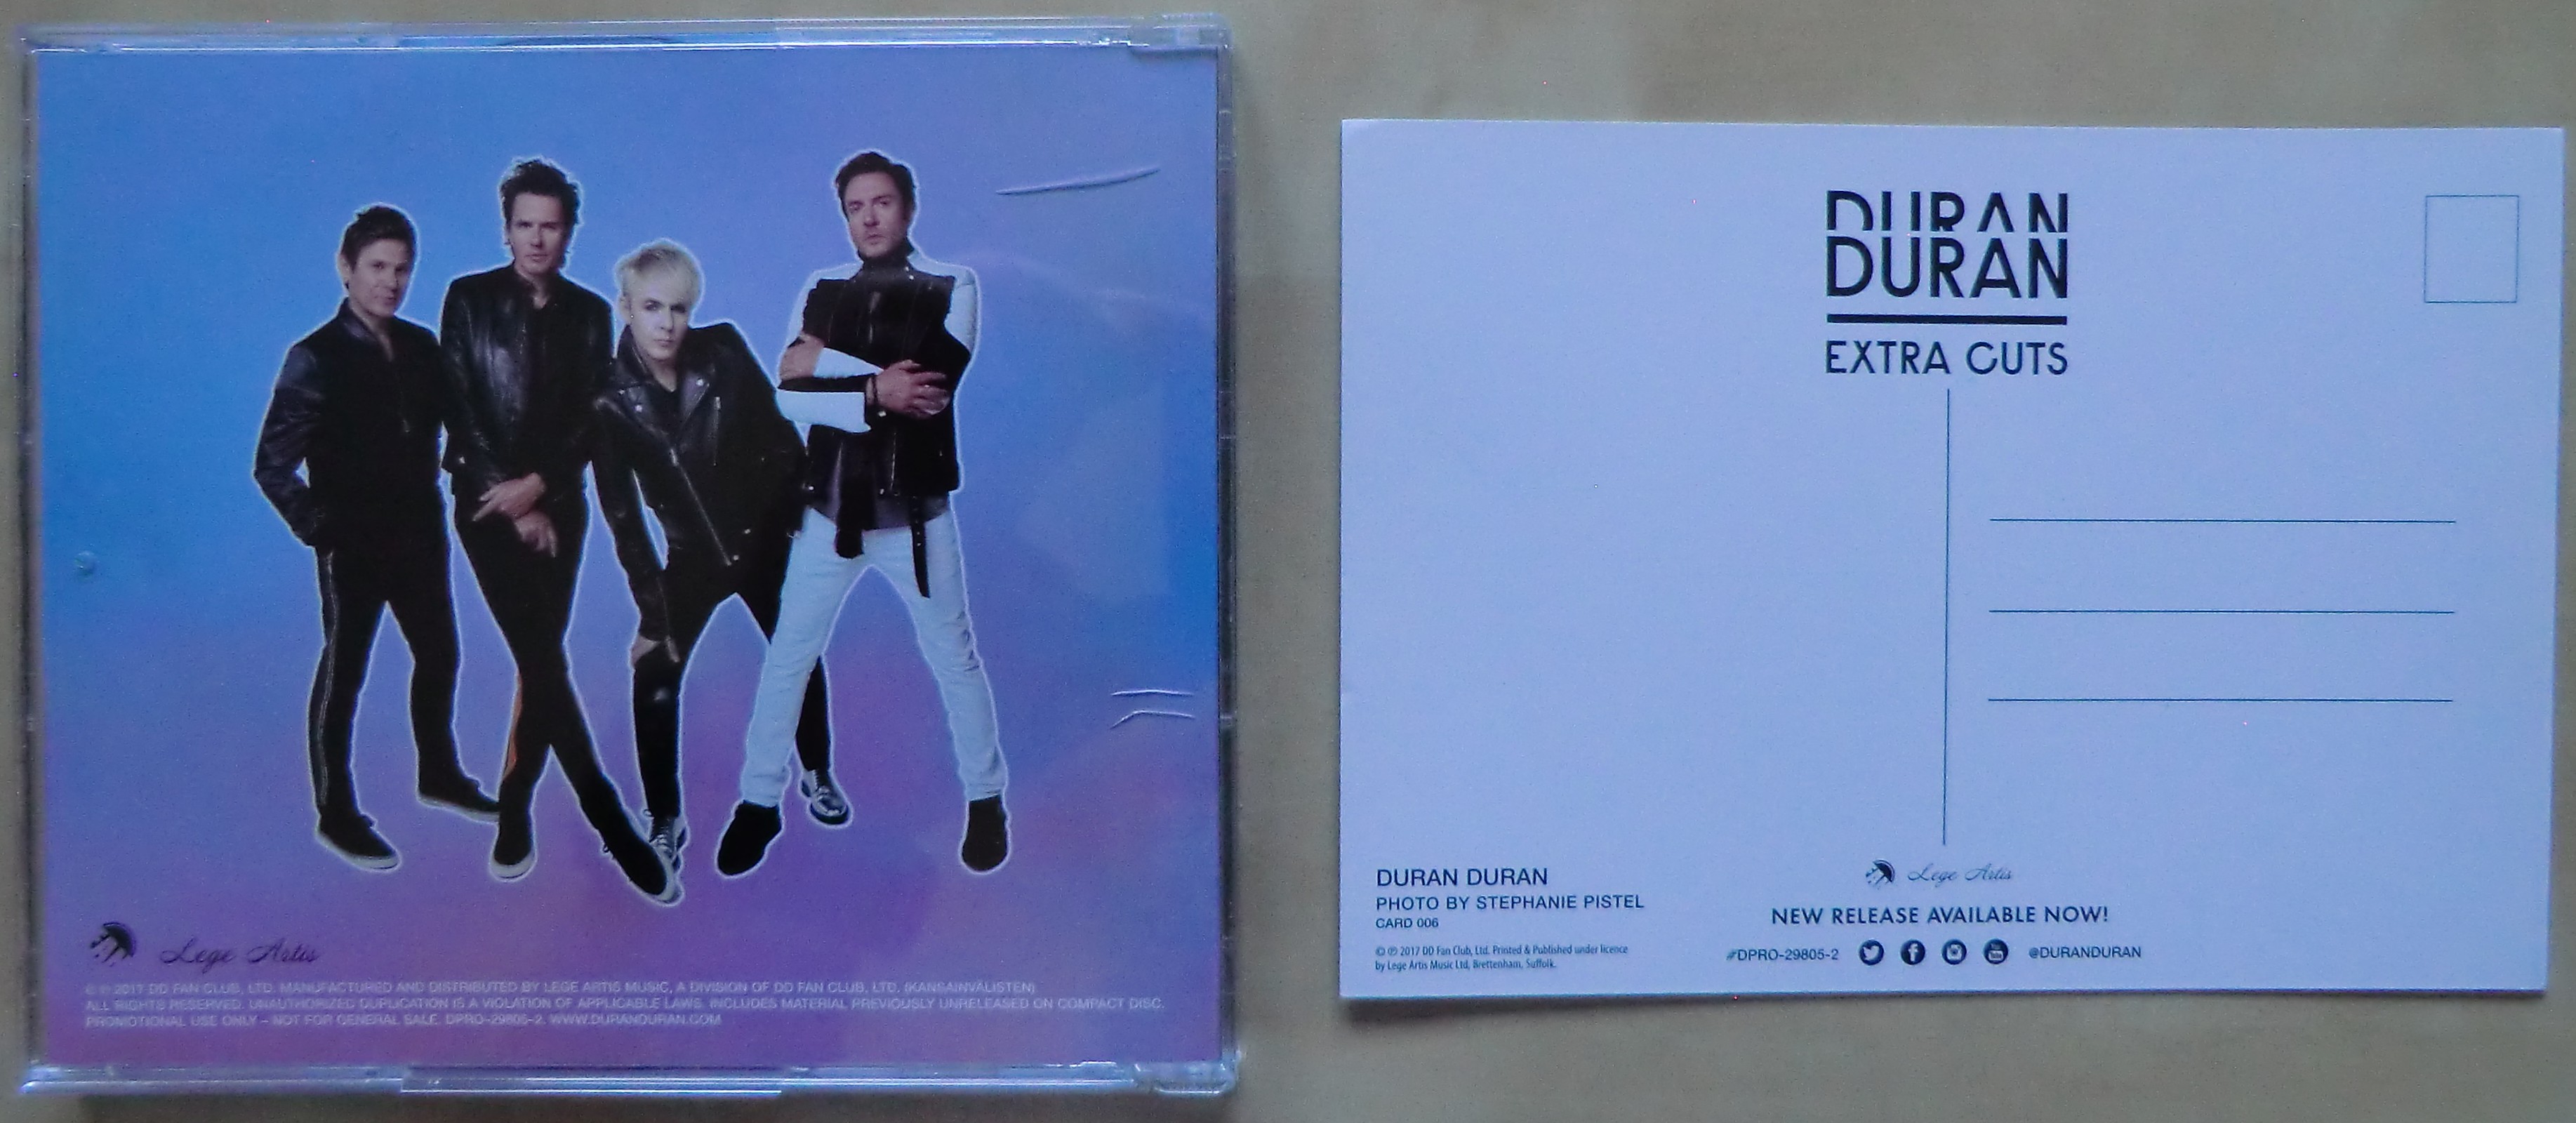 Lege Artis
© ℗ 2017 DD FAN CLUB, LTD. MANUFACTURED AND DISTRIBUTED BY LEGE ARTIS MUSIC, A DIVISION OF DD FAN CLUB, LTD. (KANSAINVÄLISTEN)
ALL RIGHTS RESERVED. UNAUTHORIZED DUPLICATION IS A VIOLATION OF APPLICABLE LAWS. INCLUDES MATERIAL PREVIOUSLY UNRELEASED ON COMPACT DISC.
PROMOTIONAL USE ONLY – NOT FOR GENERAL SALE. DPRO-29805-2. WWW.DURANDURAN.COM
DURAN
DURAN
EXTRA CUTS
DURAN DURAN
PHOTO BY STEPHANIE PISTEL
CARD 006
© ℗ 2017 DD Fan Club, Ltd. Printed & Published under licence
by Lege Artis Music Ltd, Brettenham, Suffolk.
Lege Artis
NEW RELEASE AVAILABLE NOW!
#DPRO-29805-2 @DURANDURAN